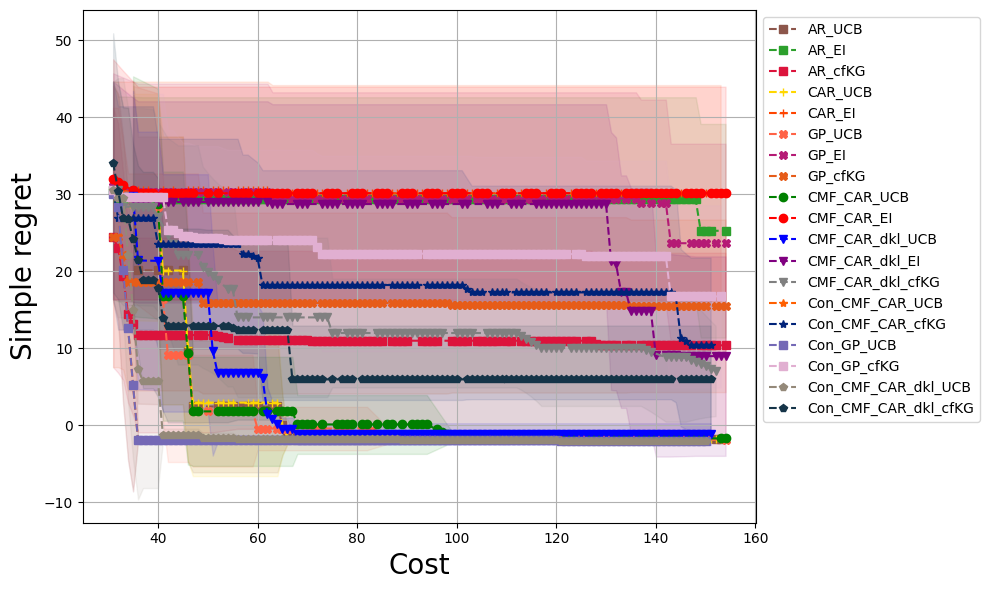 Simple regret
50
40
30
20
10
0
−10
40
60
80
100
120
140
160
Cost
AR_UCB
AR_EI
AR_cfKG
CAR_UCB
CAR_EI
GP_UCB
GP_EI
GP_cfKG
CMF_CAR_UCB
CMF_CAR_EI
CMF_CAR_dkl_UCB
CMF_CAR_dkl_EI
CMF_CAR_dkl_cfKG
Con_CMF_CAR_UCB
Con_CMF_CAR_cfKG
Con_GP_UCB
Con_GP_cfKG
Con_CMF_CAR_dkl_UCB
Con_CMF_CAR_dkl_cfKG